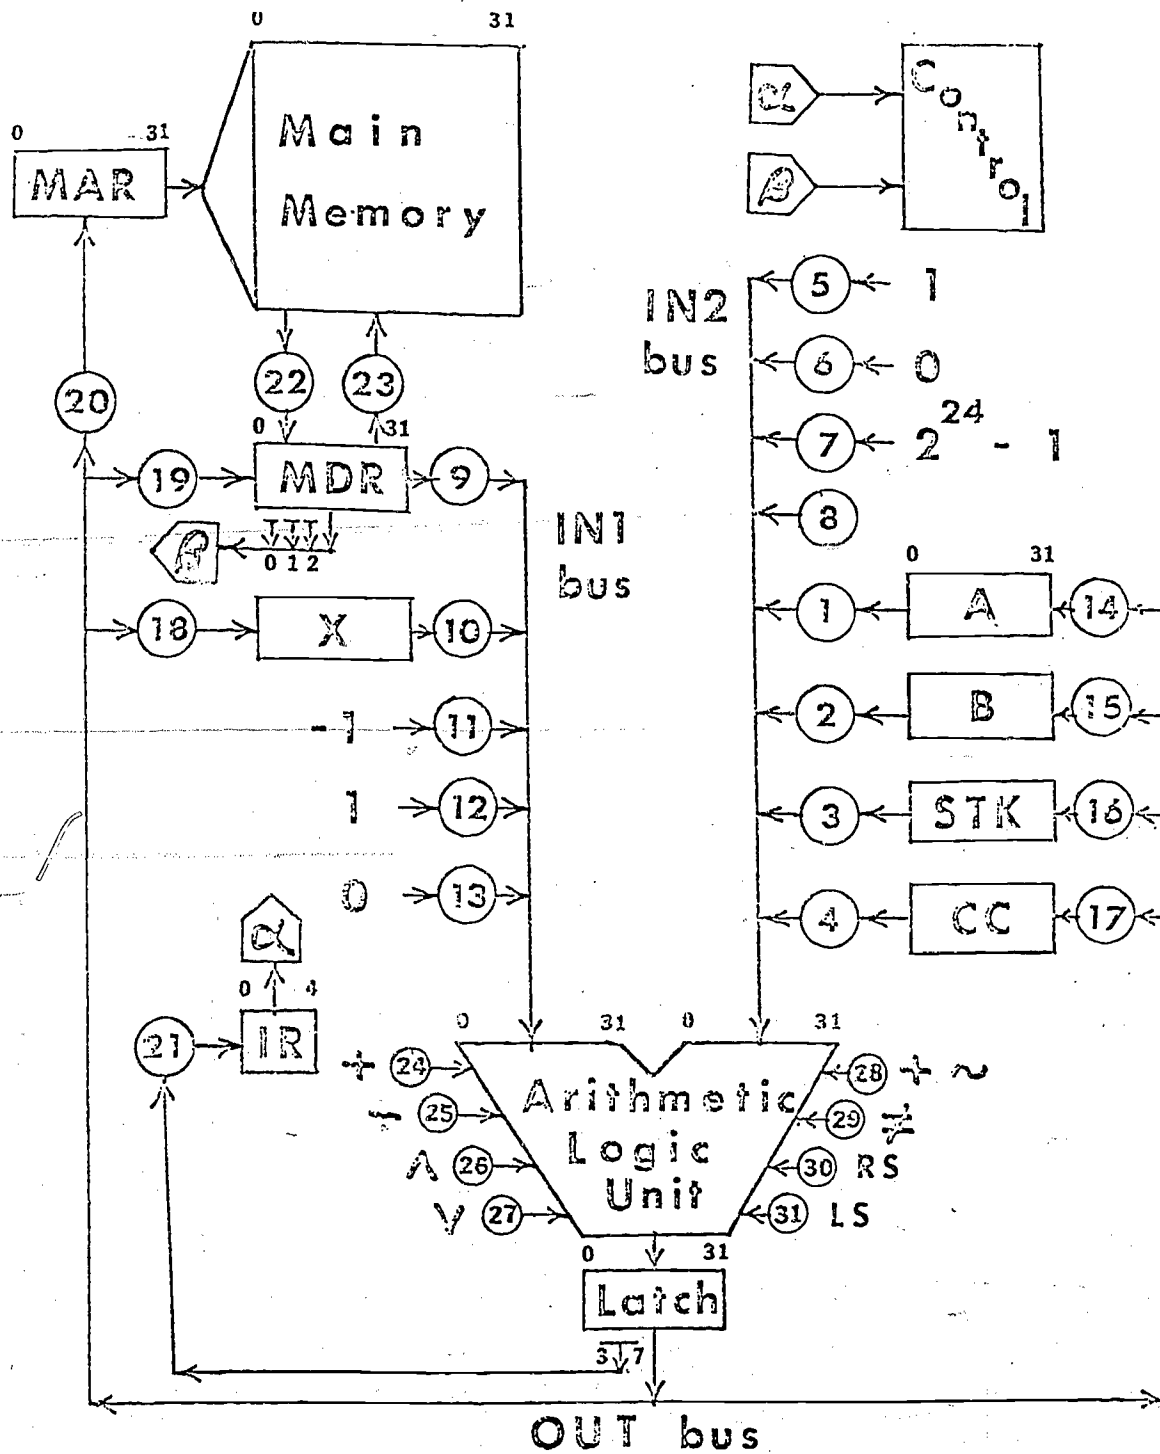 0 31
Main
Memory
0 31
MAR
α
β
Control
5 1
IN2
bus
6 0
7 2^24 - 1
8
20
22 23
0 31
19 MDR 9
β
0 1 2
IN1
bus
0 31
18 X 10
1 A 14
-1 11
2 B 15
1 12
3 STK 16
0 13
4 CC 17
α
0 4
21 IR
0 31 0 31
+ 24
28 + ~
- 25
29 ≠
∧ 26
30 RS
∨ 27
31 LS
Arithmetic
Logic
Unit
0 31
Latch
3 7
OUT bus